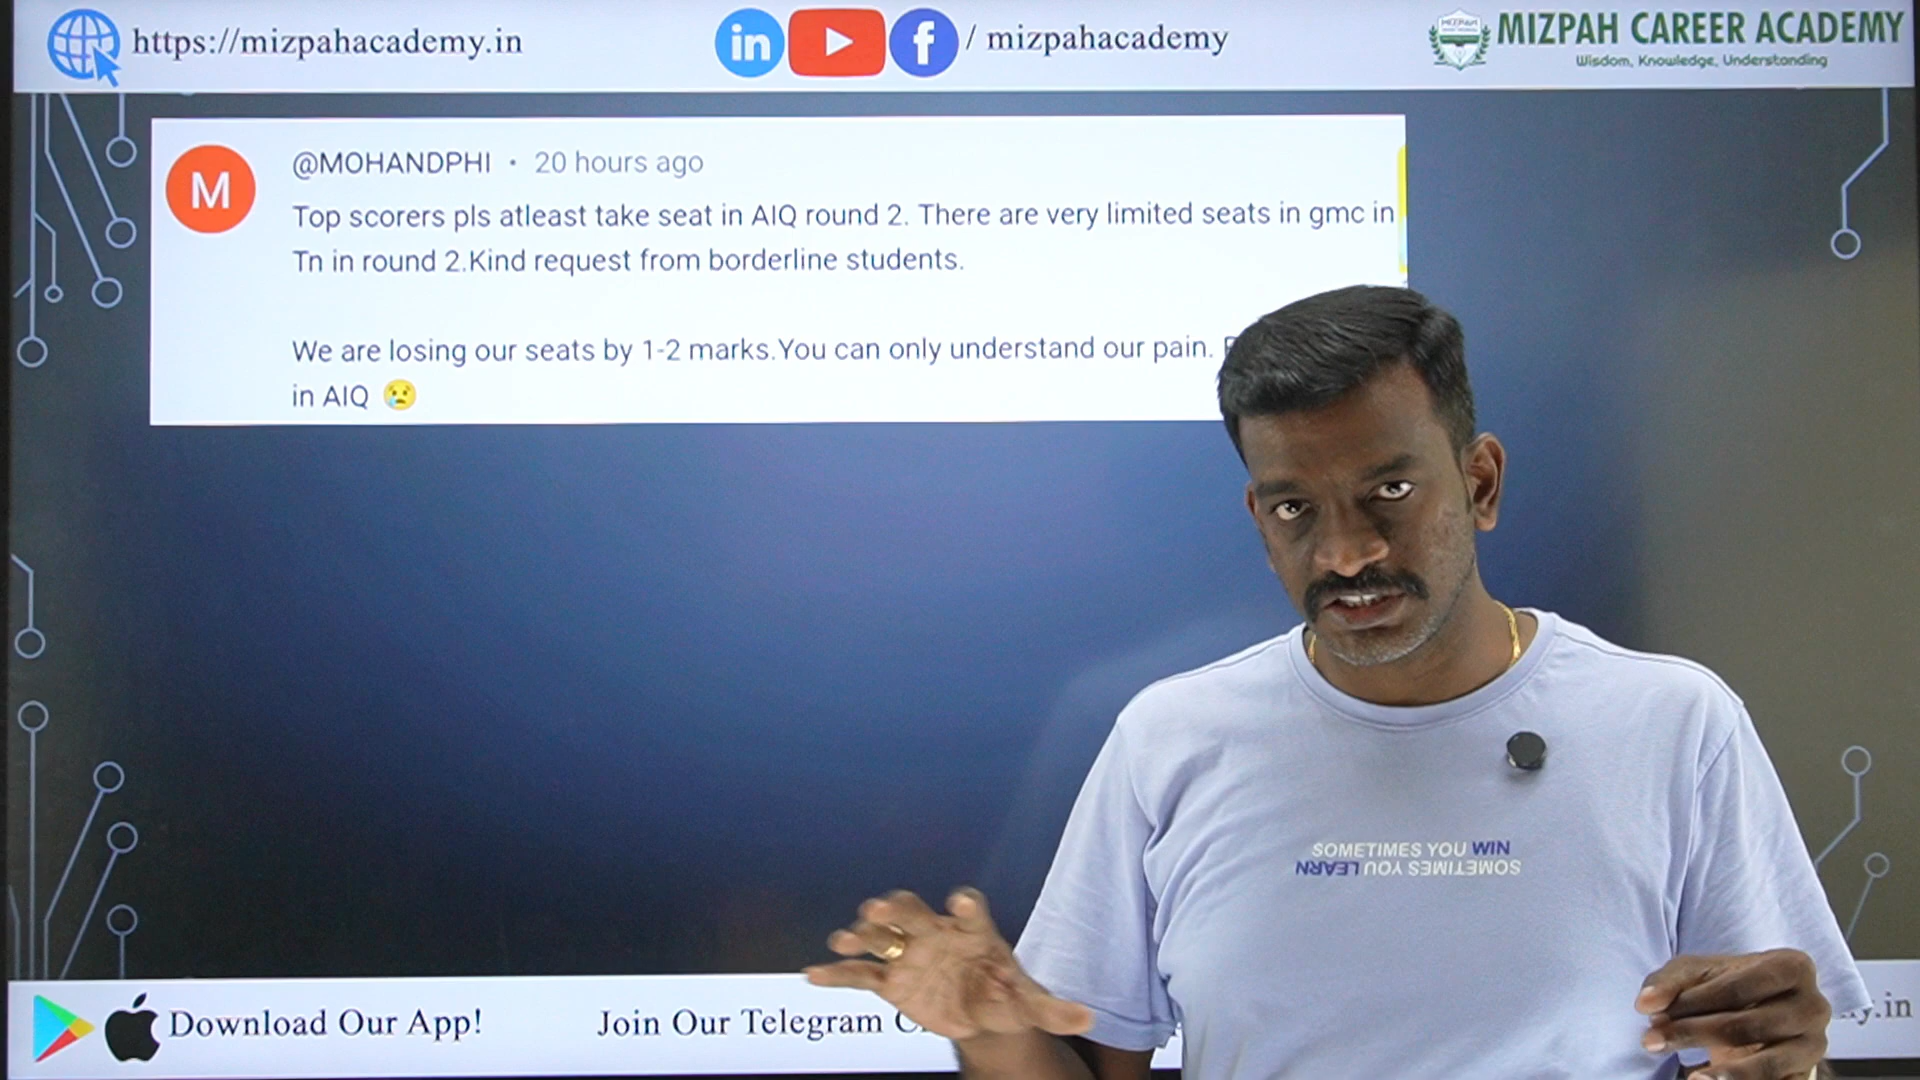 https://mizpahacademy.in
in
f
/ mizpahacademy
MIZPAH CAREER ACADEMY
Wisdom, Knowledge, Understanding
M
@MOHANDPHI • 20 hours ago
Top scorers pls atleast take seat in AIQ round 2. There are very limited seats in gmc in
Tn in round 2.Kind request from borderline students.
We are losing our seats by 1-2 marks.You can only understand our pain.
in AIQ 😢
SOMETIMES YOU WIN
SOMETIMES YOU LEARN
Download Our App!
Join Our Telegram
.in